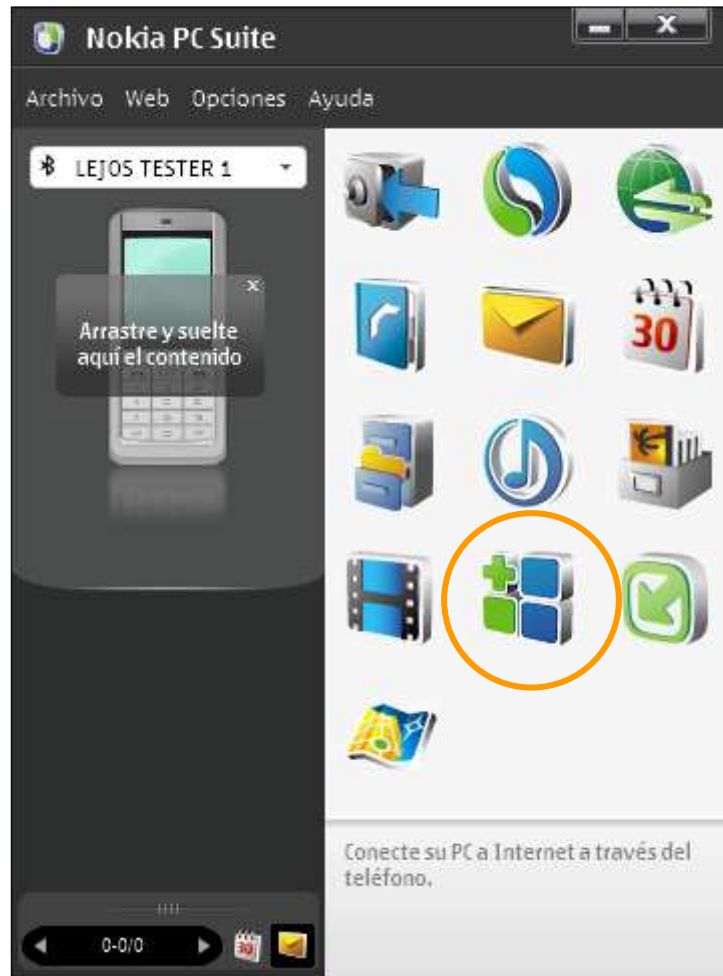 Nokia PC Suite
Archivo Web Opciones Ayuda
LEJOS TESTER 1
Arrastre y suelte
aquí el contenido
30
Conecte su PC a Internet a través del
teléfono.
0-0/0
30